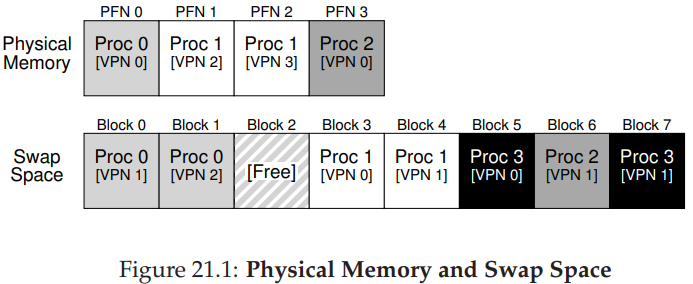 PFN 0 PFN 1 PFN 2 PFN 3
Physical Memory
Proc 0 Proc 1 Proc 1 Proc 2
[VPN 0] [VPN 2] [VPN 3] [VPN 0]
Block 0 Block 1 Block 2 Block 3 Block 4 Block 5 Block 6 Block 7
Swap Space
Proc 0 Proc 0 [Free] Proc 1 Proc 1 Proc 3 Proc 2 Proc 3
[VPN 1] [VPN 2] [VPN 0] [VPN 1] [VPN 0] [VPN 1] [VPN 1]
Figure 21.1: Physical Memory and Swap Space